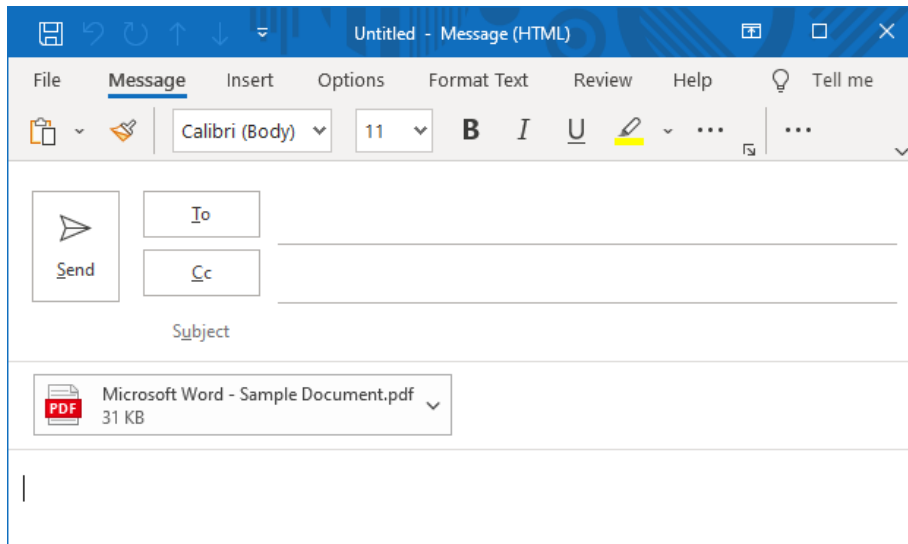 Untitled - Message (HTML)
File Message Insert Options Format Text Review Help Tell me
Calibri (Body) 11 B I U
To
Send Cc
Subject
PDF Microsoft Word - Sample Document.pdf
31 KB